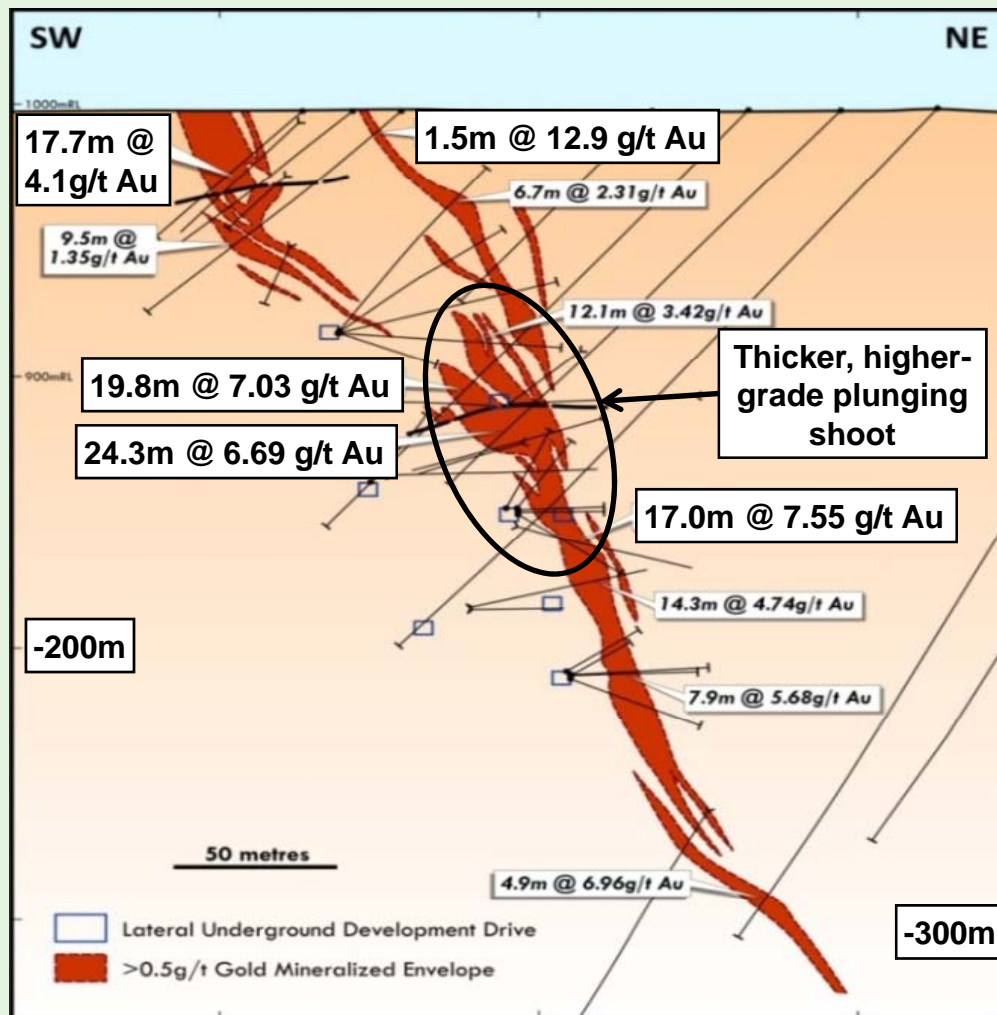 SW
NE
1000mRL
17.7m @
4.1g/t Au
1.5m @ 12.9 g/t Au
6.7m @ 2.31g/t Au
9.5m @
1.35g/t Au
12.1m @ 3.42g/t Au
900mRL
19.8m @ 7.03 g/t Au
Thicker, higher-
grade plunging
shoot
24.3m @ 6.69 g/t Au
17.0m @ 7.55 g/t Au
14.3m @ 4.74g/t Au
-200m
7.9m @ 5.68g/t Au
50 metres
4.9m @ 6.96g/t Au
Lateral Underground Development Drive
-300m
>0.5g/t Gold Mineralized Envelope